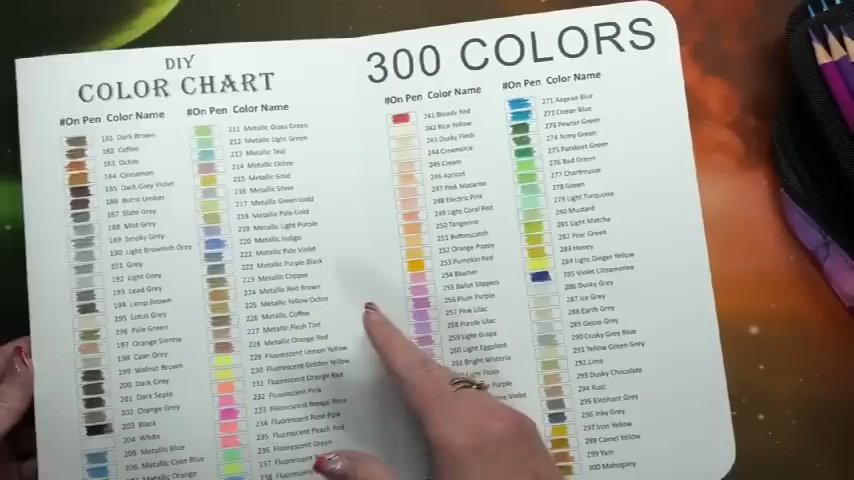 DIY
COLOR CHART
#On Pen Color Name
181 Dark Brown
182 Coffee
183 Ochre
184 Cinnamon
185 Dark Grey Violet
186 Burnt Umber
187 Slate Grey
188 Mist Grey
189 Smoky Grey
190 Light Brownish Grey
191 Grey
192 Light Grey
193 Lead Grey
194 Lamp Brown
195 Lotus Grey
196 Pale Green
197 Orange Sienna
198 Cyan Grey
199 Walnut Brown
200 Dark Grey
201 Dark Sepia
202 Orange Grey
203 Black
204 White
205 Metallic Blue
206 Metallic Cyan Blue
Metallic Orange
#On Pen Color Name
211 Metallic Grass Green
212 Metallic Light Green
213 Metallic Teal
214 Metallic Ochre
215 Metallic Gold
216 Metallic Silver
217 Metallic Green Gold
218 Metallic Pale Gold
219 Metallic Light Purple
220 Metallic Indigo
221 Metallic Pale Violet
222 Metallic Purple Black
223 Metallic Copper
224 Metallic Red Brown
225 Metallic Yellow Ochre
226 Metallic Coffee
227 Metallic Flesh Tint
228 Metallic Orange Red
229 Fluorescent Lemon Yellow
230 Fluorescent Golden Yellow
231 Fluorescent Orange Red
232 Fluorescent Pink
233 Fluorescent Bengal Rose
234 Fluorescent Rose Pink
235 Fluorescent Peach Red
236 Fluorescent Green
237 Fluorescent
238
300 COLORS
#On Pen Color Name
241 Bloody Red
242 Rice Yellow
243 Dusky Flesh
244 Creamsicle
245 Cream
246 Apricot
247 Pink Macaron
248 Electric Pink
249 Light Coral Red
250 Tangerine
251 Butterscotch
252 Orange Poppy
253 Pumpkin Red
254 Blusher
255 Ballet Slippers
256 Plum Purple
257 Pink Lilac
258 Purple Lilac
259 Light Grape
260 Light Eggplant
261 Bright Wisteria
#On Pen Color Name
271 Aegean Blue
272 Ocean Blue
273 Pewter Green
274 Army Green
275 Parakeet Green
276 Bud Green
277 Chartreuse
278 Green
279 Light Turquoise
280 Mustard
281 Light Matcha
282 Pear Green
283 Honey
284 Light Ginger Yellow
285 Violet Ultramarine
286 Dusky Grey
287 Ice Grey
288 Earth Grey
289 Gesso Grey
290 Dusky Grey Blue
291 Yellow Green Grey
292 Lime
293 Dusky Chocolate
294 Rust
295 Elephant Grey
296 Inky Grey
297 Iron Yellow
298 Camel Yellow
299 Yam
300 Mahogany